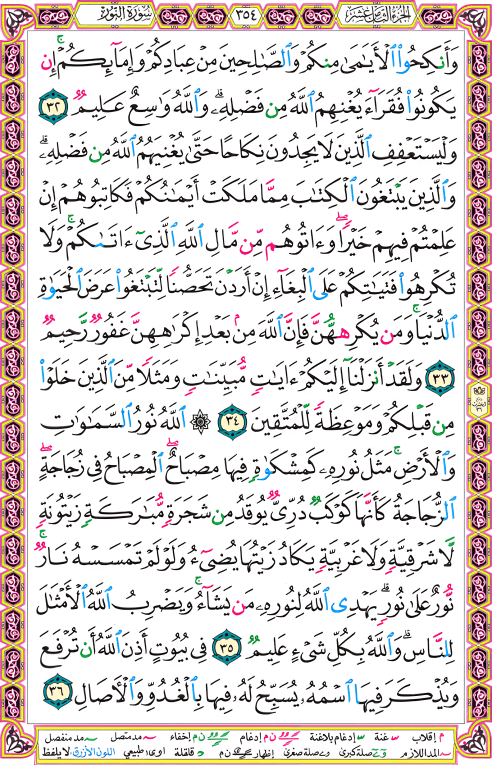 الجزء الثامن عشر ٣٥٤ سورة النور
وَأَنكِحُوا۟ ٱلْأَيَـٰمَىٰ مِنكُمْ وَٱلصَّـٰلِحِينَ مِنْ عِبَادِكُمْ وَإِمَآئِكُمْ ۚ إِن
يَكُونُوا۟ فُقَرَآءَ يُغْنِهِمُ ٱللَّهُ مِن فَضْلِهِۦ ۗ وَٱللَّهُ وَٰسِعٌ عَلِيمٌ ٣٢
وَلْيَسْتَعْفِفِ ٱلَّذِينَ لَا يَجِدُونَ نِكَاحًا حَتَّىٰ يُغْنِيَهُمُ ٱللَّهُ مِن فَضْلِهِۦ ۗ
وَٱلَّذِينَ يَبْتَغُونَ ٱلْكِتَـٰبَ مِمَّا مَلَكَتْ أَيْمَـٰنُكُمْ فَكَاتِبُوهُمْ إِنْ
عَلِمْتُمْ فِيهِمْ خَيْرًا ۖ وَءَاتُوهُم مِّن مَّالِ ٱللَّهِ ٱلَّذِىٓ ءَاتَىٰكُمْ ۚ وَلَا
تُكْرِهُوا۟ فَتَيَـٰتِكُمْ عَلَى ٱلْبِغَآءِ إِنْ أَرَدْنَ تَحَصُّنًا لِّتَبْتَغُوا۟ عَرَضَ ٱلْحَيَوٰةِ
ٱلدُّنْيَا ۚ وَمَن يُكْرِههُّنَّ فَإِنَّ ٱللَّهَ مِنۢ بَعْدِ إِكْرَٰهِهِنَّ غَفُورٌ رَّحِيمٌ
٣٣ وَلَقَدْ أَنزَلْنَآ إِلَيْكُمْ ءَايَـٰتٍ مُّبَيِّنَـٰتٍ وَمَثَلًا مِّنَ ٱلَّذِينَ خَلَوْا۟
مِن قَبْلِكُمْ وَمَوْعِظَةً لِّلْمُتَّقِينَ ٣٤ ۞ ٱللَّهُ نُورُ ٱلسَّمَـٰوَٰتِ
وَٱلْأَرْضِ ۚ مَثَلُ نُورِهِۦ كَمِشْكَوٰةٍ فِيهَا مِصْبَاحٌ ۖ ٱلْمِصْبَاحُ فِى زُجَاجَةٍ ۖ
ٱلزُّجَاجَةُ كَأَنَّهَا كَوْكَبٌ دُرِّىٌّ يُوقَدُ مِن شَجَرَةٍ مُّبَـٰرَكَةٍ زَيْتُونَةٍ
لَّا شَرْقِيَّةٍ وَلَا غَرْبِيَّةٍ يَكَادُ زَيْتُهَا يُضِىٓءُ وَلَوْ لَمْ تَمْسَسْهُ نَارٌ ۚ
نُّورٌ عَلَىٰ نُورٍ ۗ يَهْدِى ٱللَّهُ لِنُورِهِۦ مَن يَشَآءُ ۚ وَيَضْرِبُ ٱللَّهُ ٱلْأَمْثَـٰلَ
لِلنَّاسِ ۗ وَٱللَّهُ بِكُلِّ شَىْءٍ عَلِيمٌ ٣٥ فِى بُيُوتٍ أَذِنَ ٱللَّهُ أَن تُرْفَعَ
وَيُذْكَرَ فِيهَا ٱسْمُهُۥ يُسَبِّحُ لَهُۥ فِيهَا بِٱلْغُدُوِّ وَٱلْـَٔاصَالِ ٣٦
م إقلاب س غنة س إدغام بلاغنة ن م إدغام ن م إخفاء مد متصل مد منفصل
المد اللازم صلة كبرى صلة صغرى إظهار ن م قلقلة ا و ى طبيعي اللون الأزرق لا يلفظ